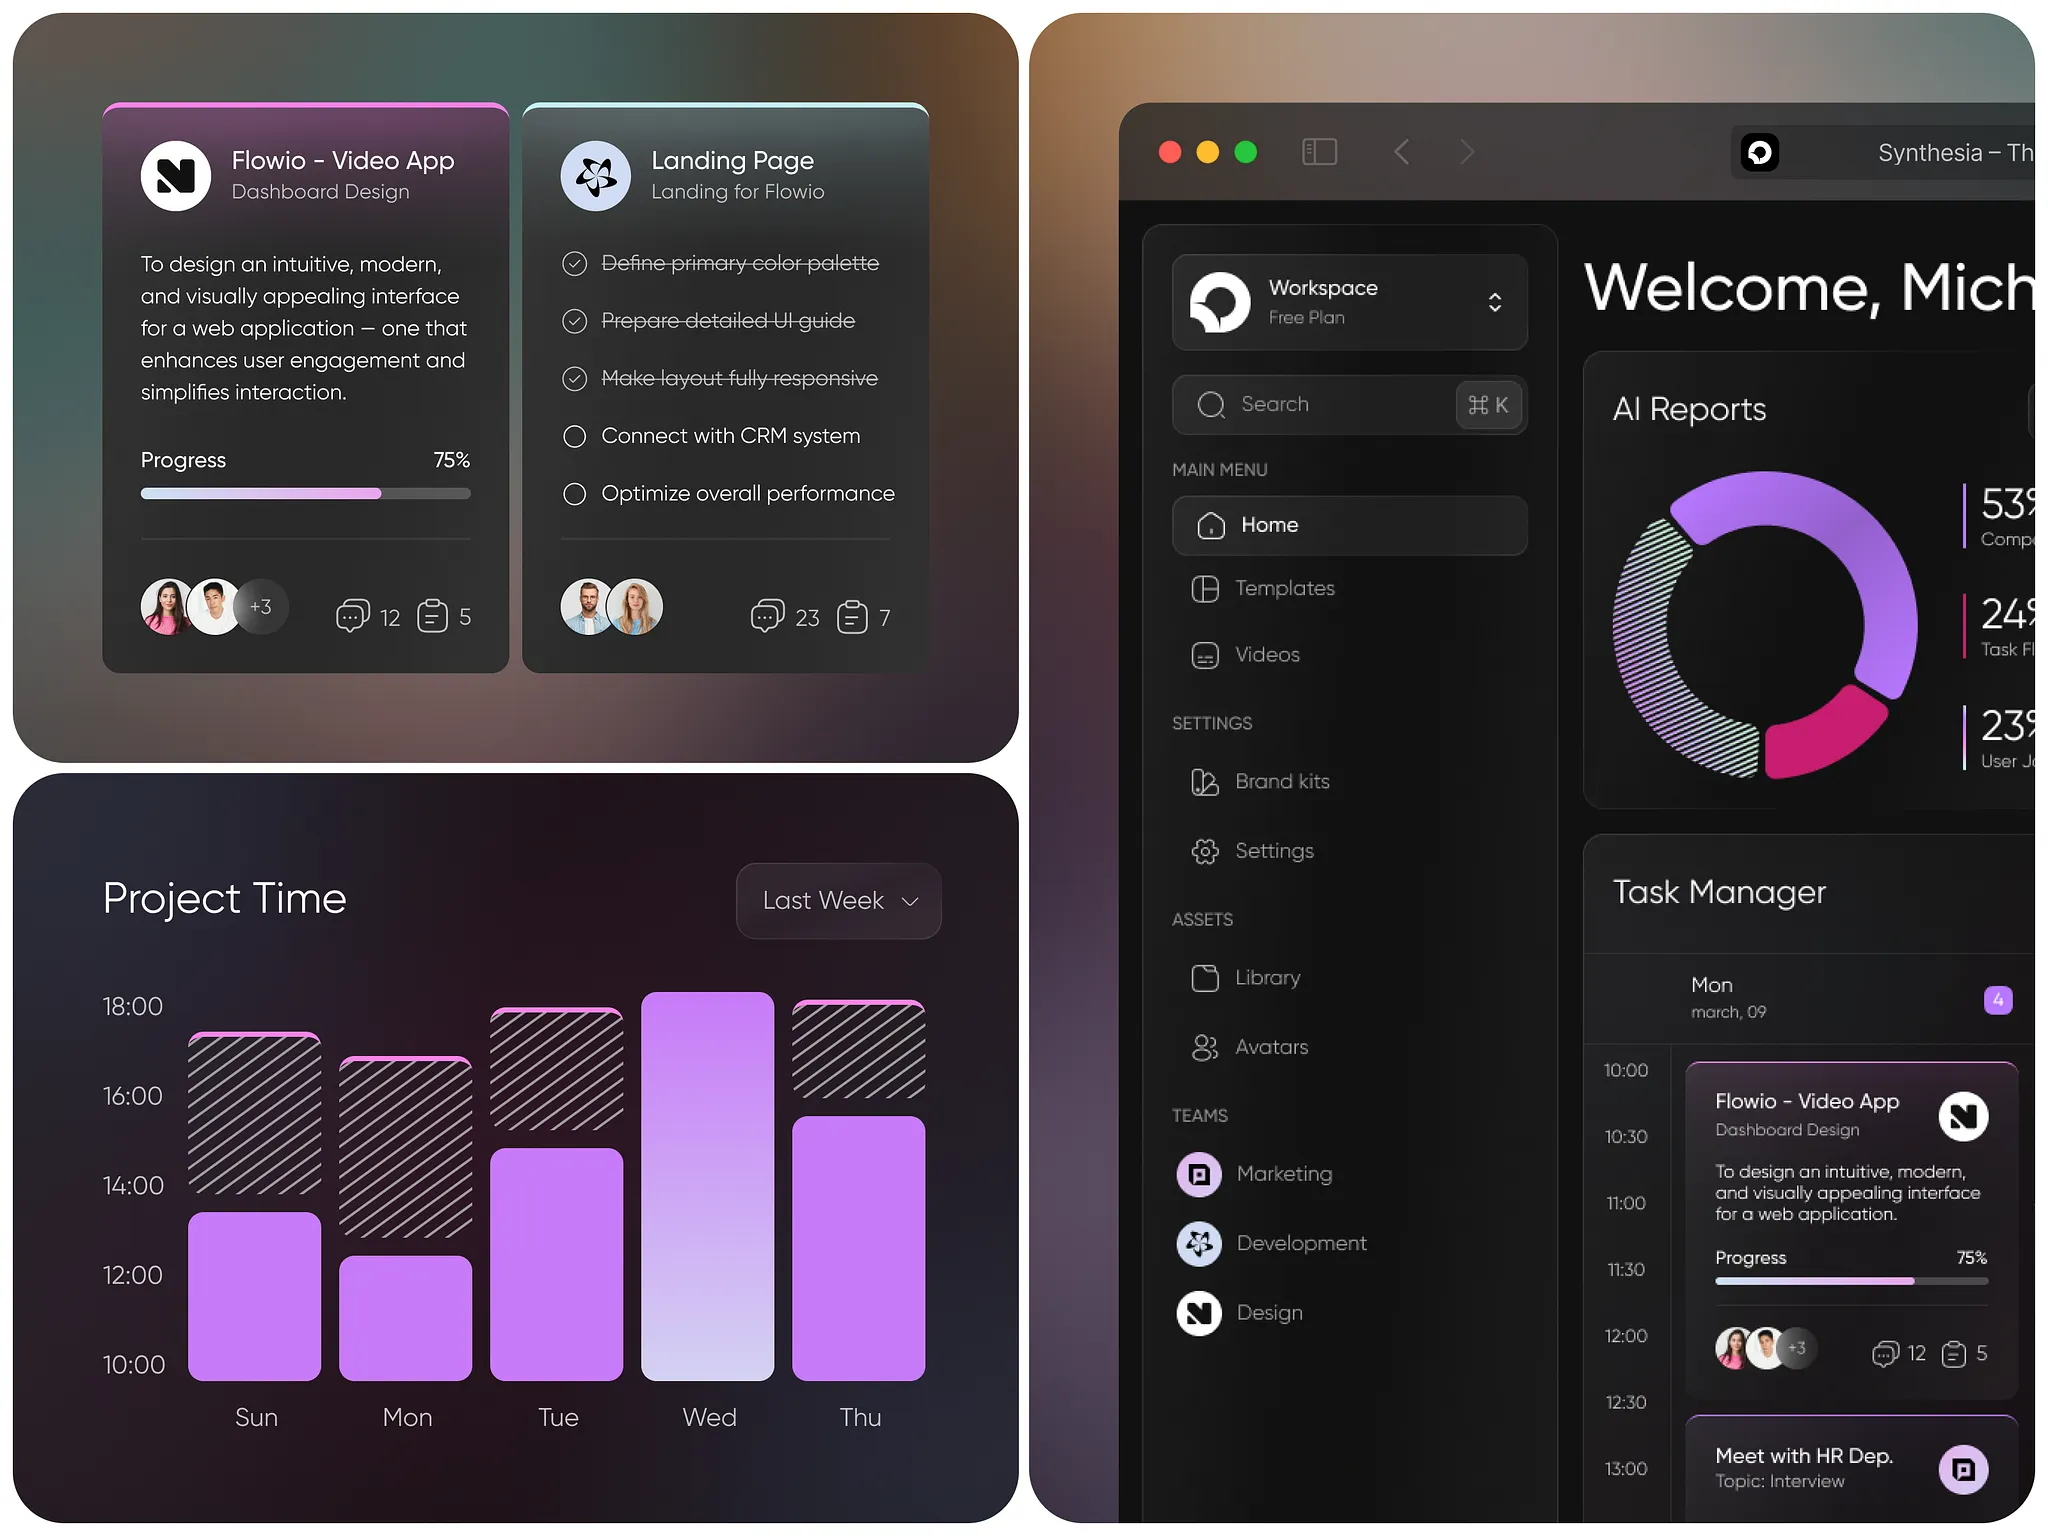 Flowio - Video App
Dashboard Design
To design an intuitive, modern,
and visually appealing interface
for a web application — one that
enhances user engagement and
simplifies interaction.
Progress 75%
+3 12 5
Landing Page
Landing for Flowio
Define primary color palette
Prepare detailed UI guide
Make layout fully responsive
Connect with CRM system
Optimize overall performance
23 7
Project Time
Last Week
18:00
16:00
14:00
12:00
10:00
Sun Mon Tue Wed Thu
Synthesia – Th
Workspace
Free Plan
Search ⌘ K
MAIN MENU
Home
Templates
Videos
SETTINGS
Brand kits
Settings
ASSETS
Library
Avatars
TEAMS
Marketing
Development
Design
Welcome, Mich
AI Reports
53%
Compo
24%
Task Fl
23%
User Jo
Task Manager
Mon
march, 09
4
10:00
10:30
11:00
11:30
12:00
12:30
13:00
Flowio - Video App
Dashboard Design
To design an intuitive, modern,
and visually appealing interface
for a web application.
Progress 75%
+3 12 5
Meet with HR Dep.
Topic: Interview